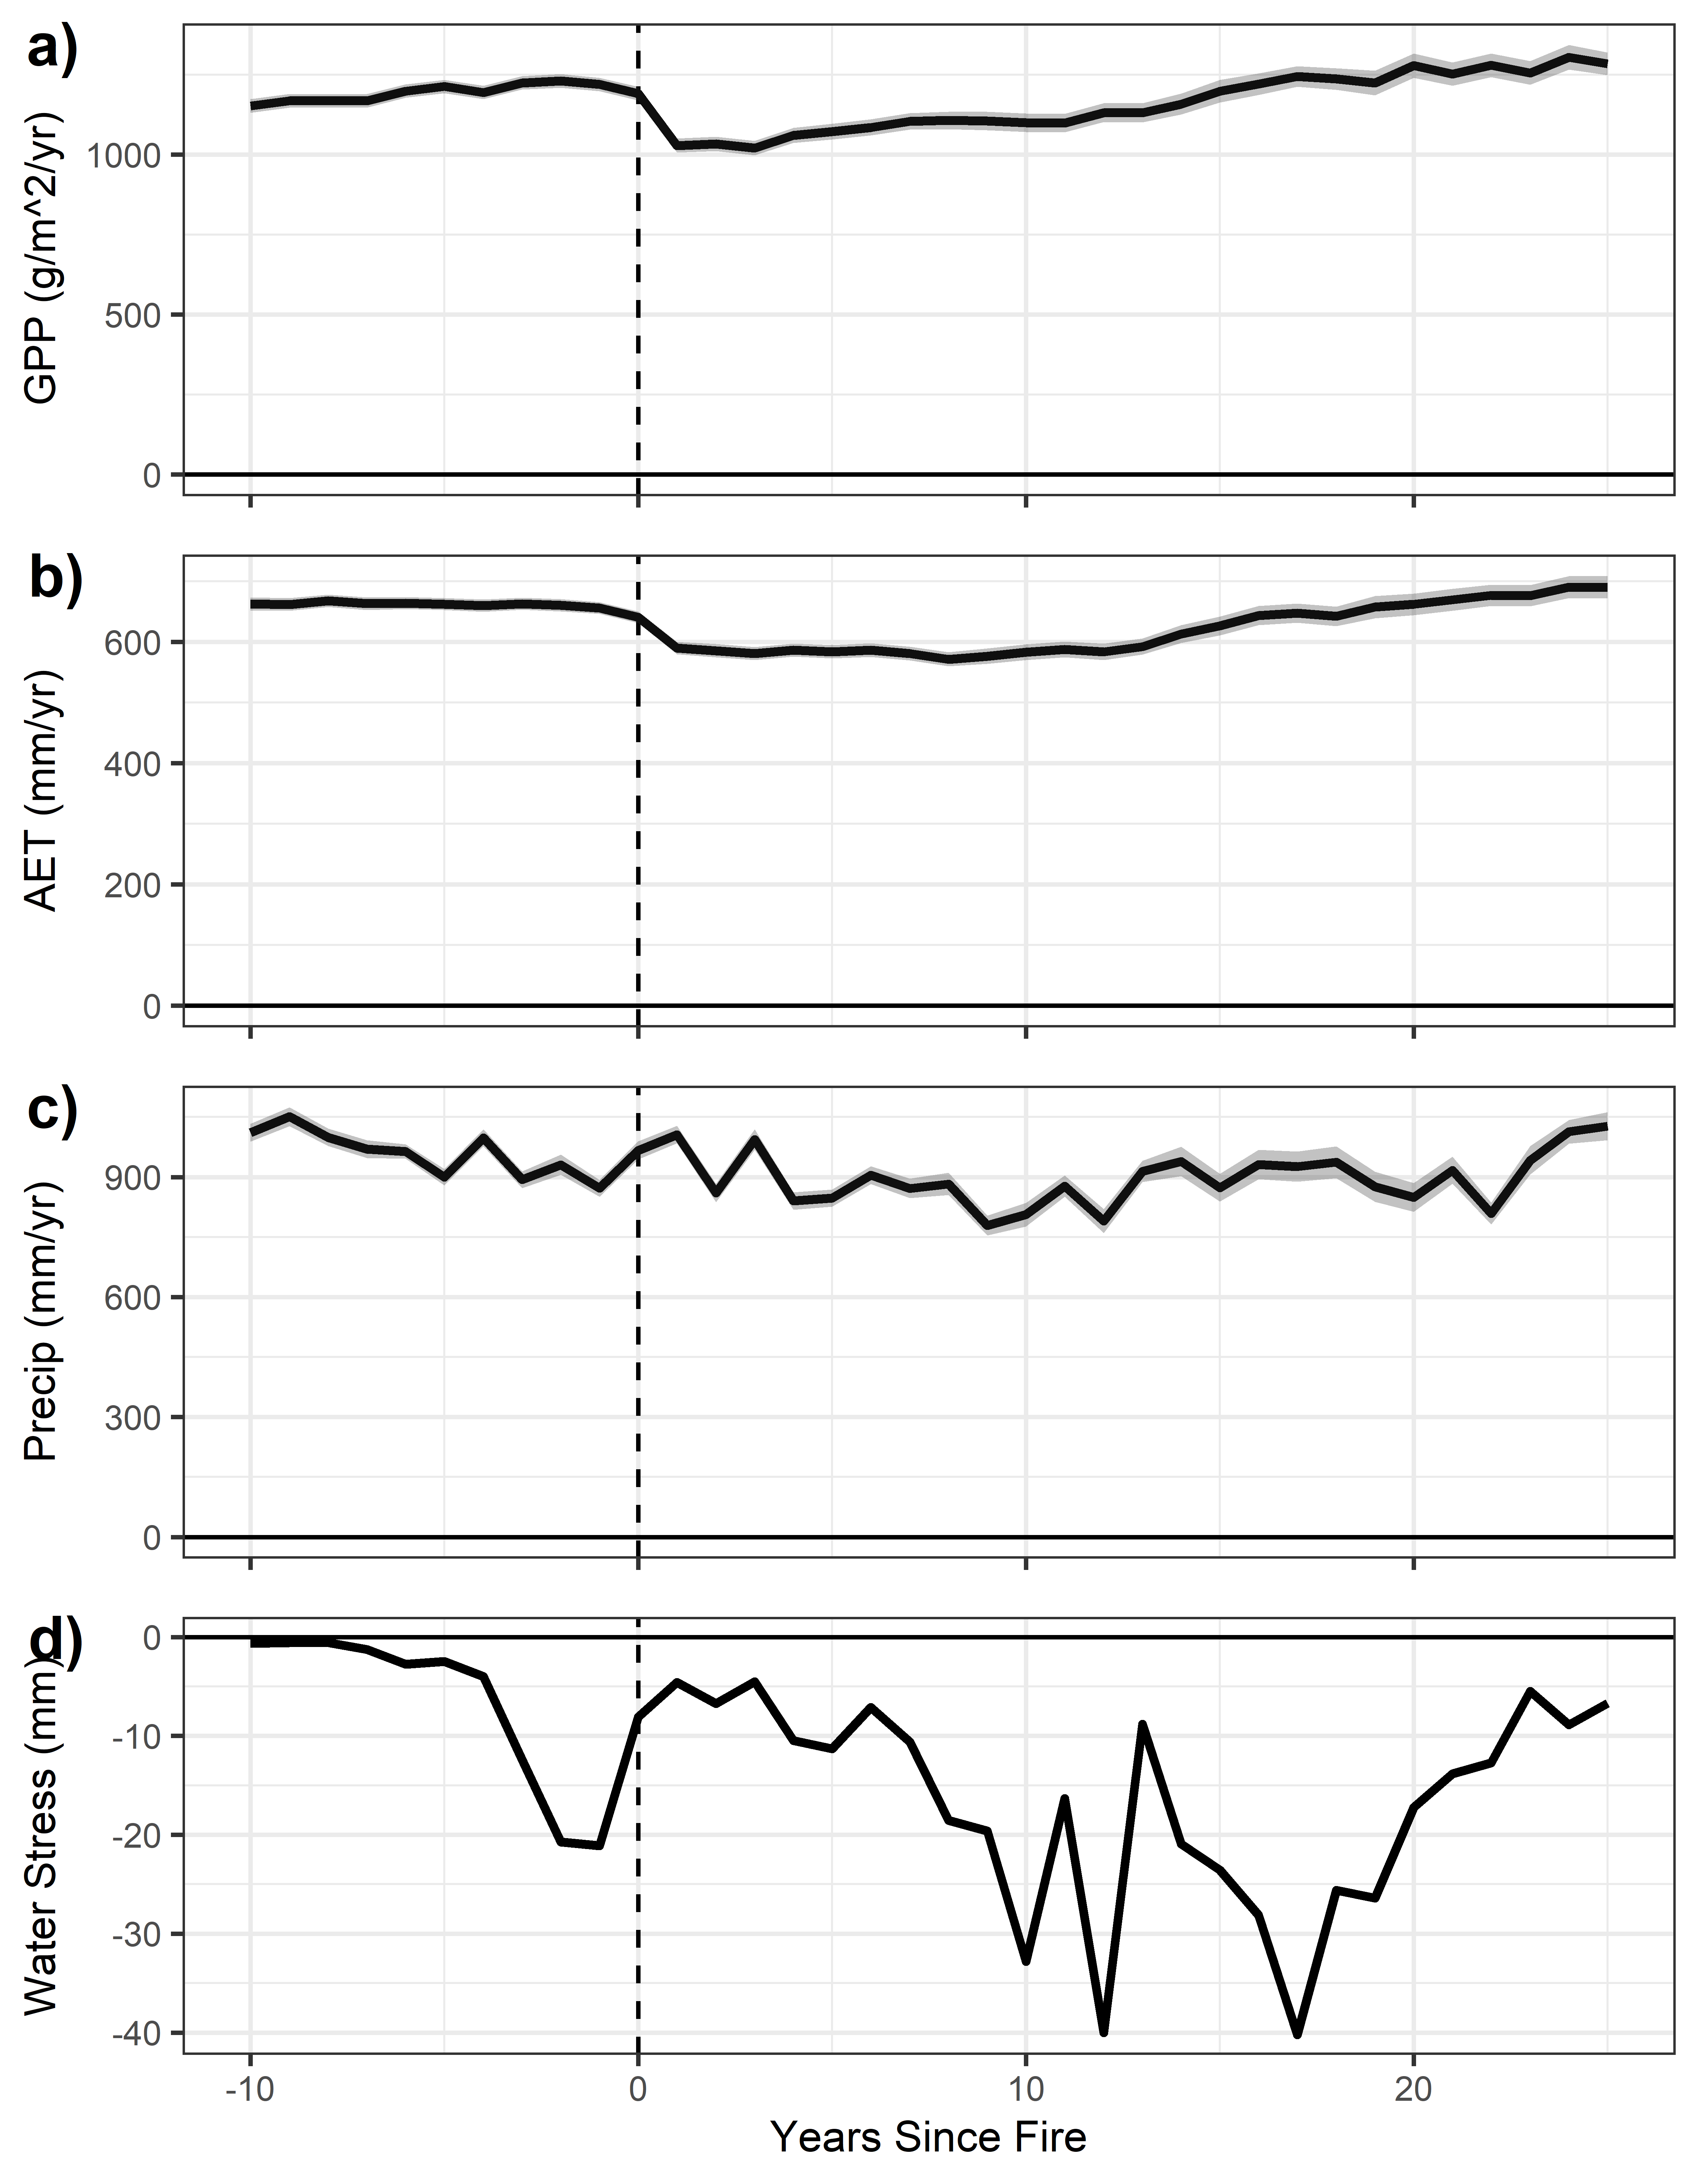 a)
GPP (g/m^2/yr)
1000
500
0
b)
AET (mm/yr)
600
400
200
0
c)
Precip (mm/yr)
900
600
300
0
d)
Water Stress (mm)
0
-10
-20
-30
-40
-10 0 10 20
Years Since Fire